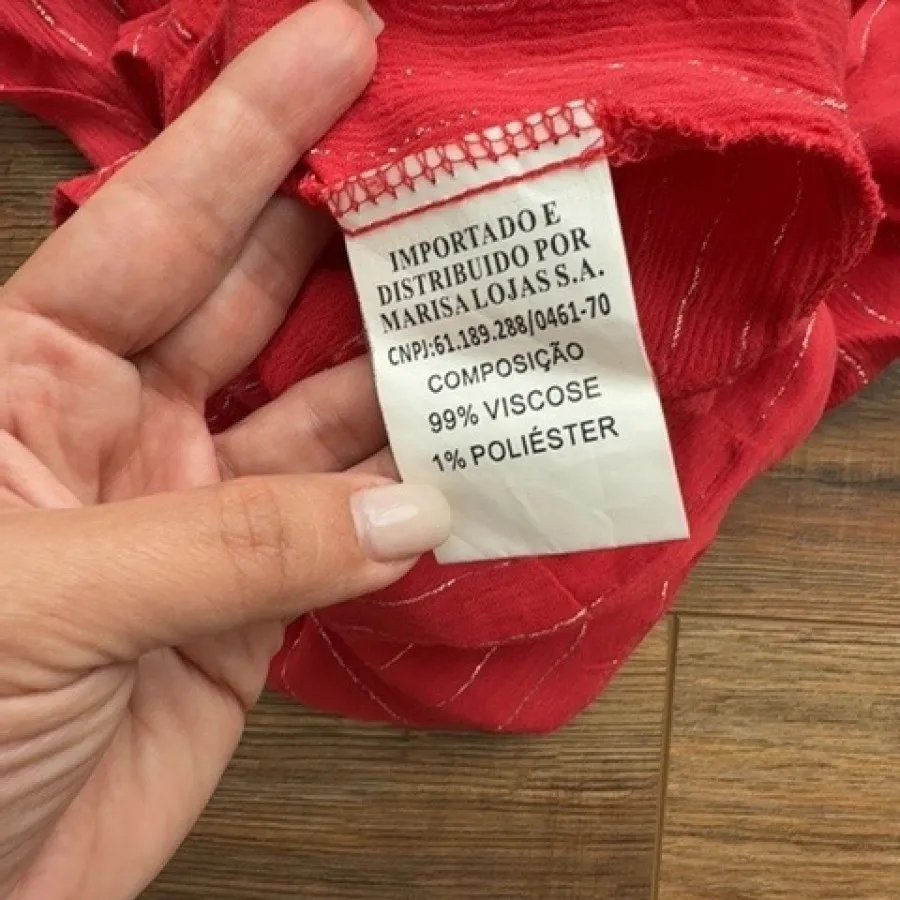 IMPORTADO E
DISTRIBUIDO POR
MARISA LOJAS S.A.
CNPJ:61.189.288/0461-70
COMPOSIÇÃO
99% VISCOSE
1% POLIÉSTER